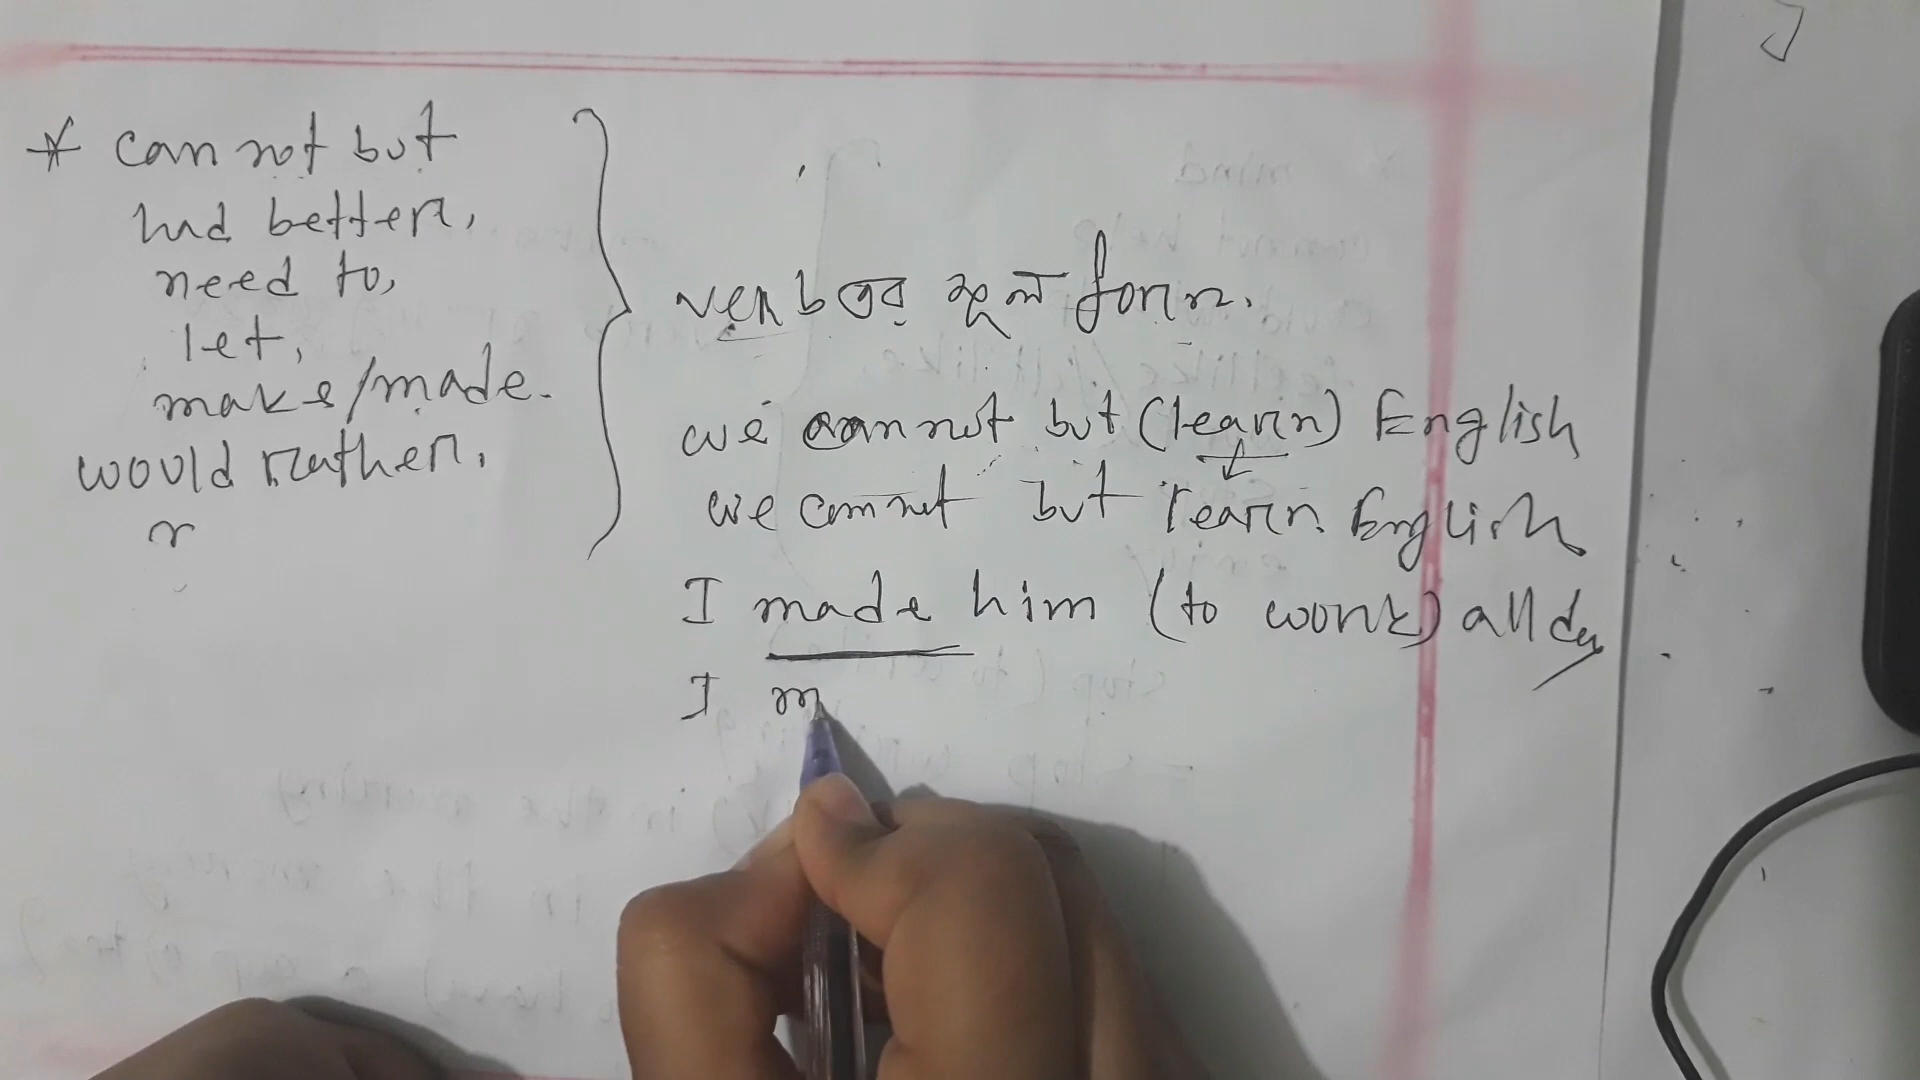 * can not but
had better,
need to,
let,
make/made.
would rather,
verb এর মূল form.
we cannot but (learn) English
we cannot but learn English
I made him (to work) all day
I m